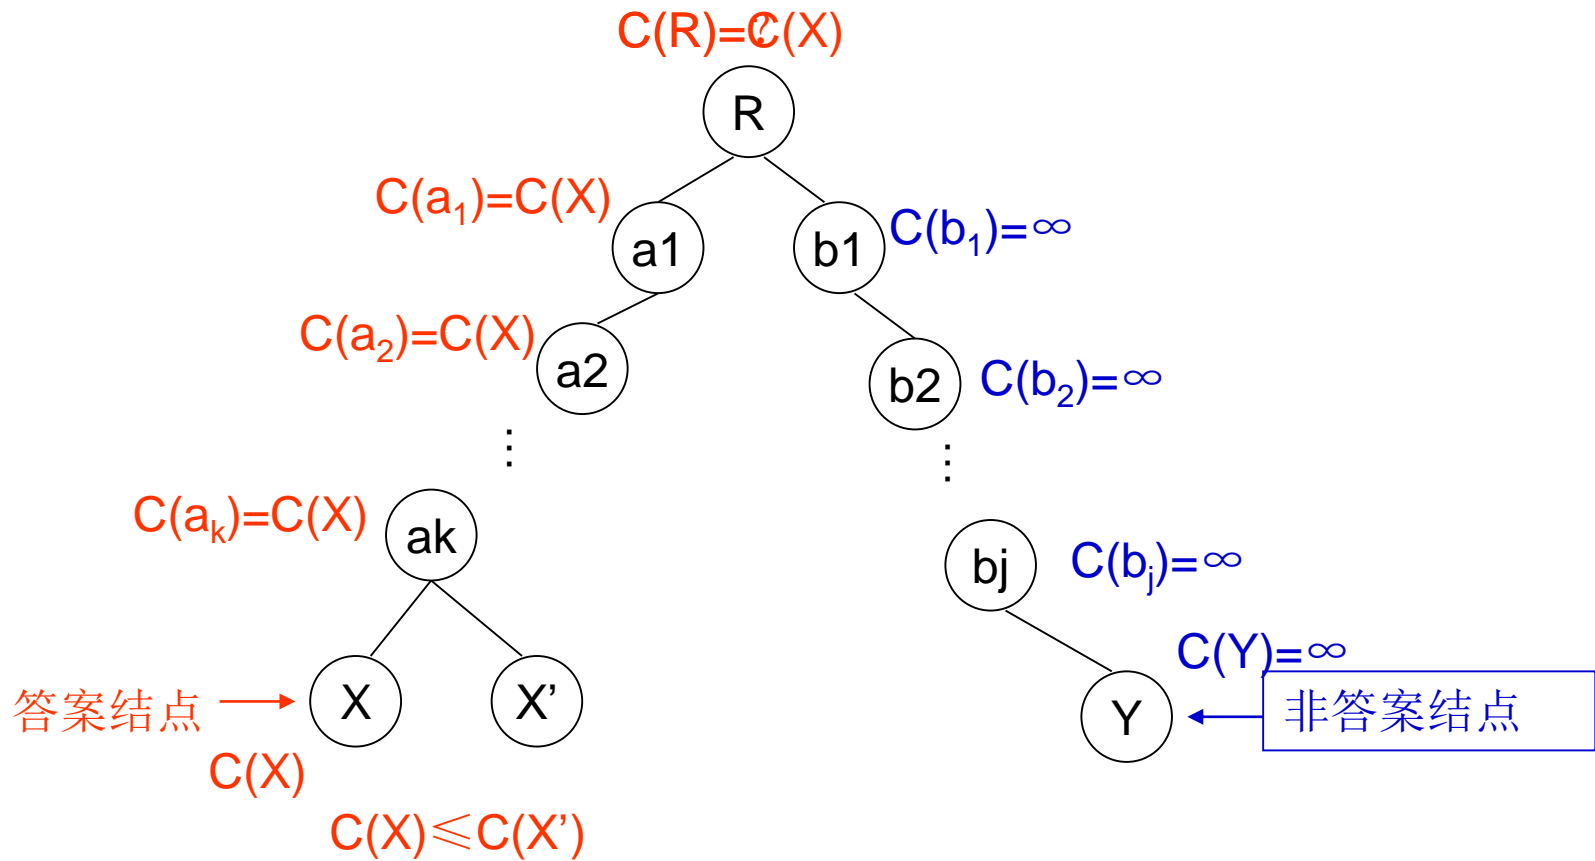 C(R)=C(X)
R
C(a1)=C(X)
a1
b1
C(b1)=∞
C(a2)=C(X)
a2
b2
C(b2)=∞
⋮
⋮
C(ak)=C(X)
ak
bj
C(bj)=∞
C(Y)=∞
答案结点
X
X’
Y
非答案结点
C(X)
C(X)≤C(X’)